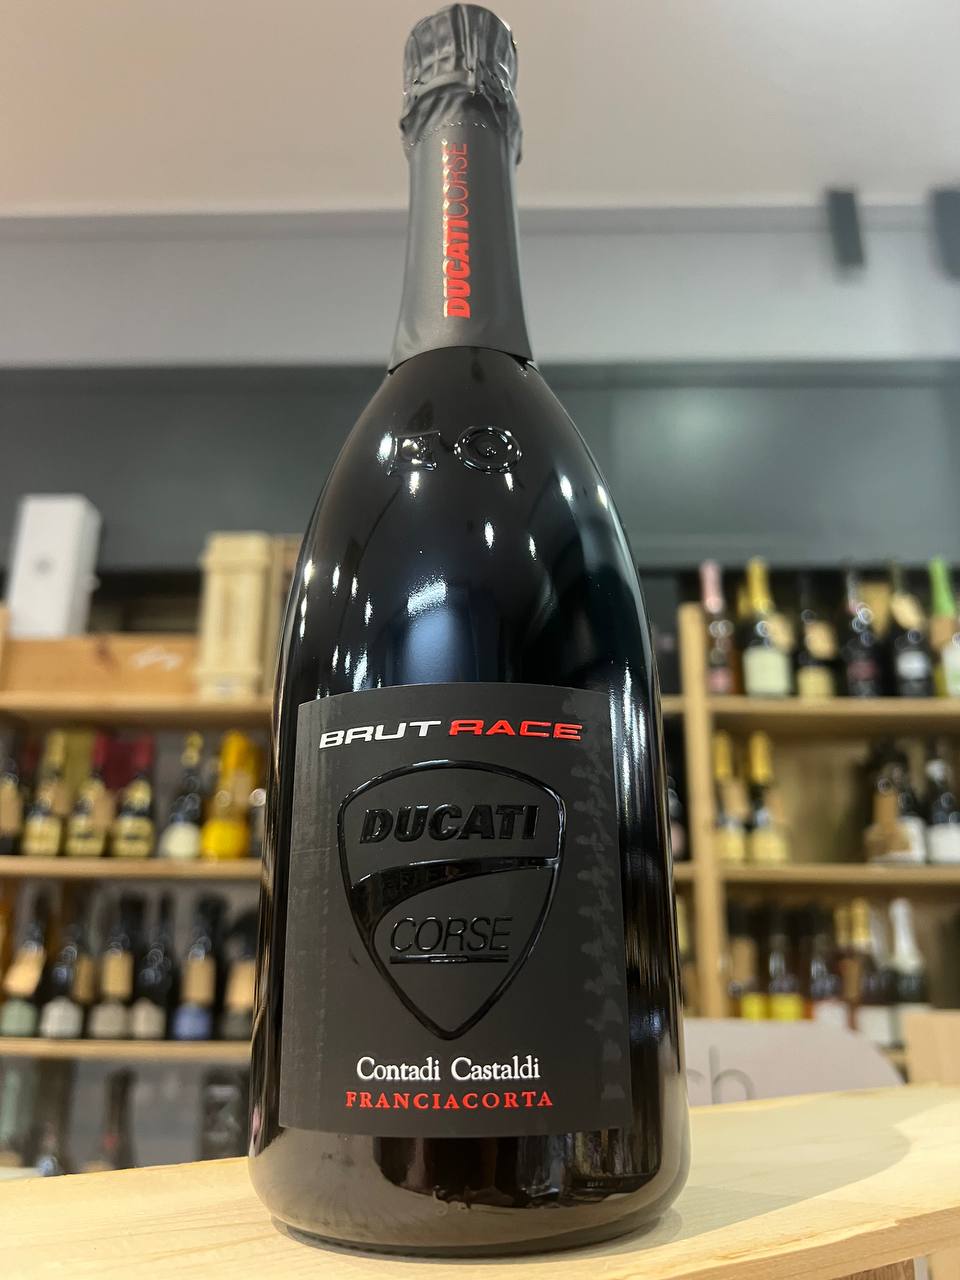 DUCATICORSE
BRUT RACE
DUCATI
CORSE
Contadi Castaldi
FRANCIACORTA